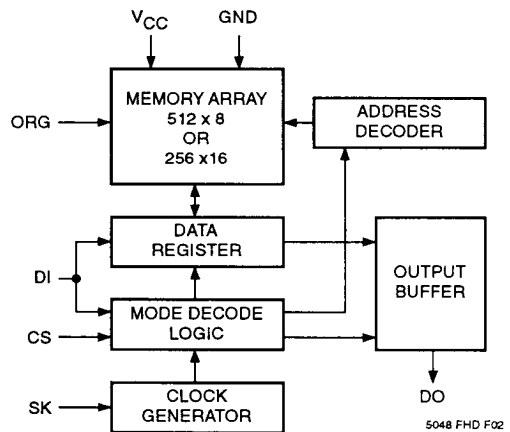 VCC GND
MEMORY ARRAY
512 x 8
OR
256 x16
ORG
ADDRESS
DECODER
DATA
REGISTER
DI
OUTPUT
BUFFER
MODE DECODE
LOGIC
CS
CLOCK
GENERATOR
SK
DO
5048 FHD F02